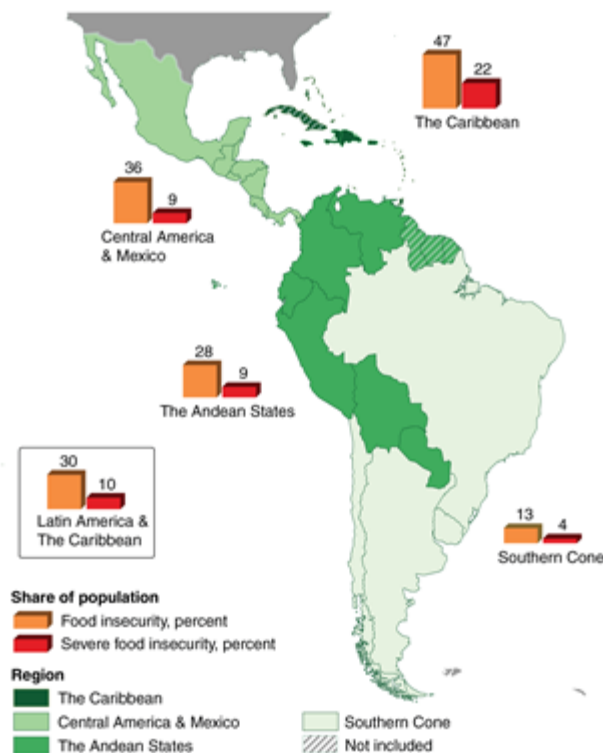 47
22
The Caribbean
36
9
Central America
& Mexico
28
9
The Andean States
30
10
Latin America &
The Caribbean
13
4
Southern Cone
Share of population
Food insecurity, percent
Severe food insecurity, percent
Region
The Caribbean
Central America & Mexico
The Andean States
Southern Cone
Not included